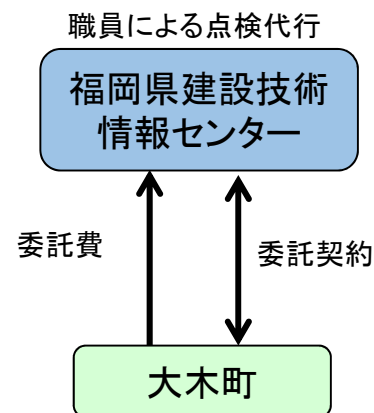 職員による点検代行
福岡県建設技術
情報センター
委託費
委託契約
大木町